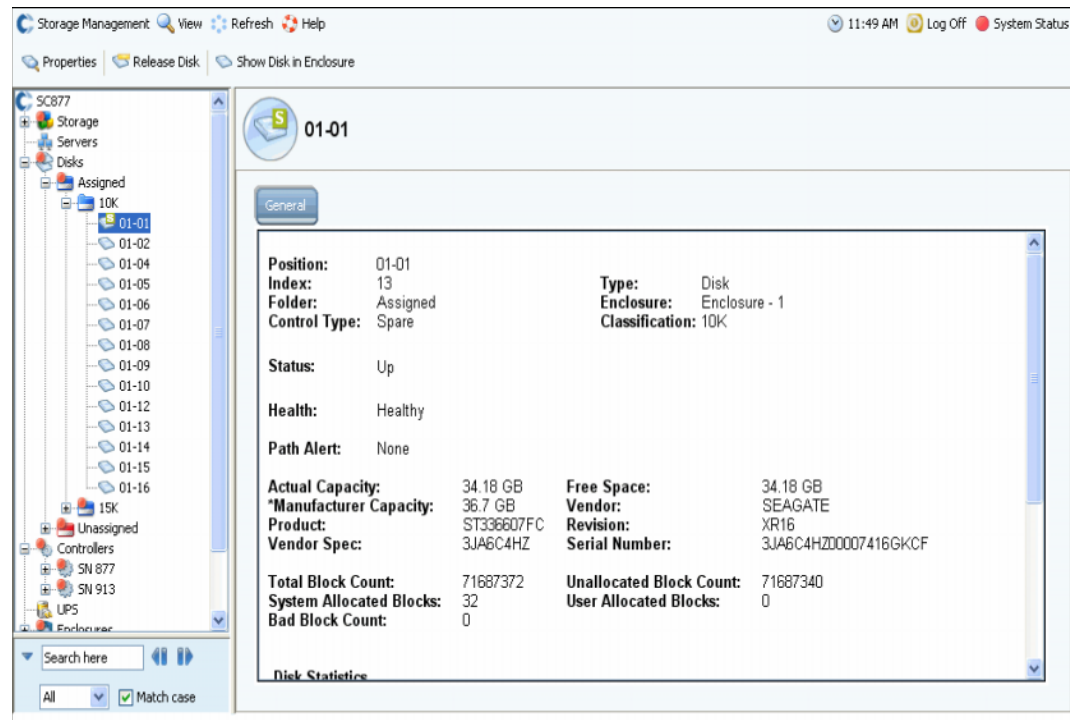 Storage Management View Refresh Help 11:49 AM Log Off System Status
Properties Release Disk Show Disk in Enclosure
SC877
Storage
Servers
Disks
Assigned
10K
01-01
01-02
01-04
01-05
01-06
01-07
01-08
01-09
01-10
01-12
01-13
01-14
01-15
01-16
15K
Unassigned
Controllers
SN 877
SN 913
UPS
Enclosures
Search here
All Match case
S
01-01
General
Position: 01-01
Index: 13 Type: Disk
Folder: Assigned Enclosure: Enclosure - 1
Control Type: Spare Classification: 10K
Status: Up
Health: Healthy
Path Alert: None
Actual Capacity: 34.18 GB Free Space: 34.18 GB
*Manufacturer Capacity: 36.7 GB Vendor: SEAGATE
Product: ST336607FC Revision: XR16
Vendor Spec: 3JA6C4HZ Serial Number: 3JA6C4HZ00007416GKCF
Total Block Count: 71687372 Unallocated Block Count: 71687340
System Allocated Blocks: 32 User Allocated Blocks: 0
Bad Block Count: 0
Disk Statistics